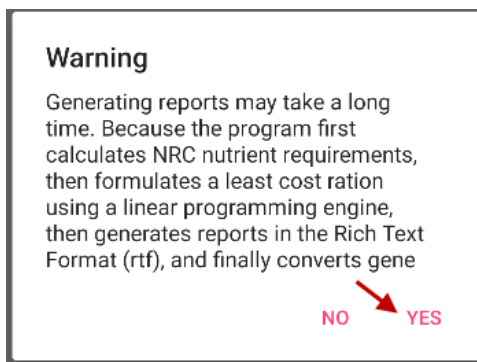 Warning
Generating reports may take a long
time. Because the program first
calculates NRC nutrient requirements,
then formulates a least cost ration
using a linear programming engine,
then generates reports in the Rich Text
Format (rtf), and finally converts gene
NO YES